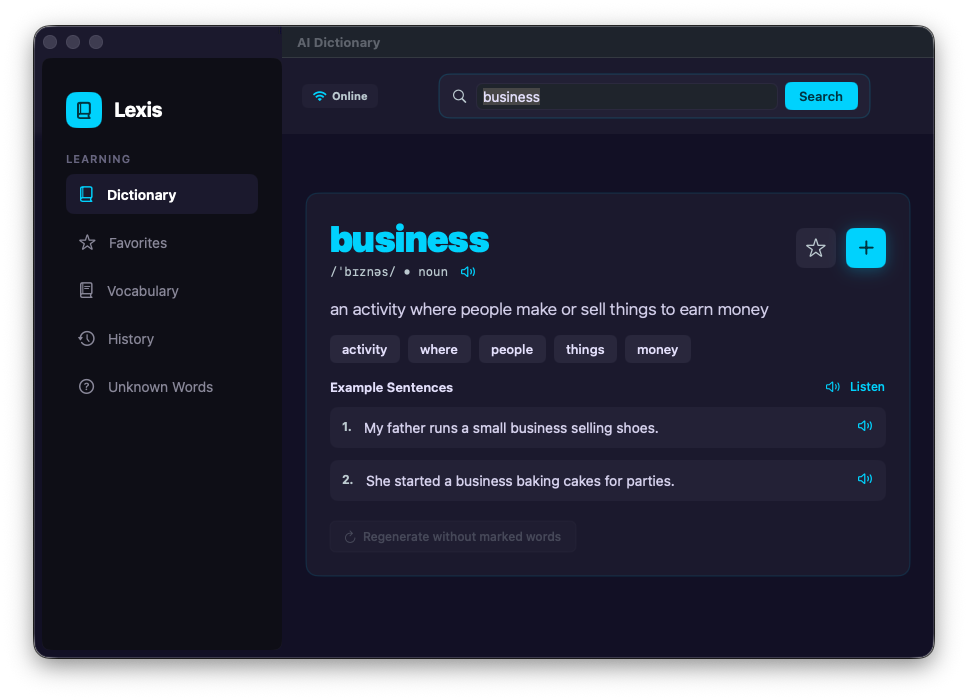 AI Dictionary
Lexis
LEARNING
Dictionary
Favorites
Vocabulary
History
Unknown Words
Online
business
Search
business
/ˈbɪznəs/ • noun
an activity where people make or sell things to earn money
activity where people things money
Example Sentences
Listen
1. My father runs a small business selling shoes.
2. She started a business baking cakes for parties.
Regenerate without marked words